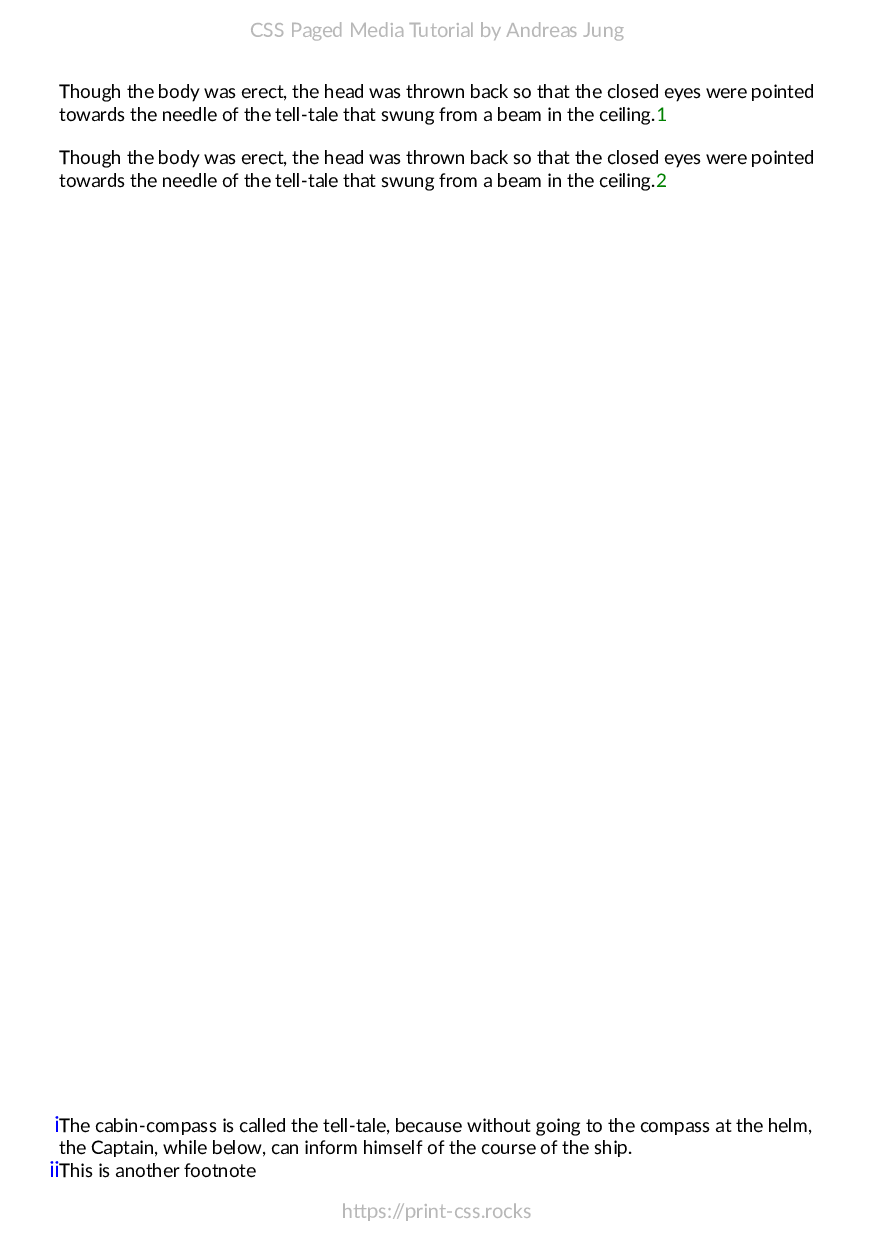 CSS Paged Media Tutorial by Andreas Jung
Though the body was erect, the head was thrown back so that the closed eyes were pointed
towards the needle of the tell-tale that swung from a beam in the ceiling.1
Though the body was erect, the head was thrown back so that the closed eyes were pointed
towards the needle of the tell-tale that swung from a beam in the ceiling.2
iThe cabin-compass is called the tell-tale, because without going to the compass at the helm,
the Captain, while below, can inform himself of the course of the ship.
iiThis is another footnote
https://print-css.rocks